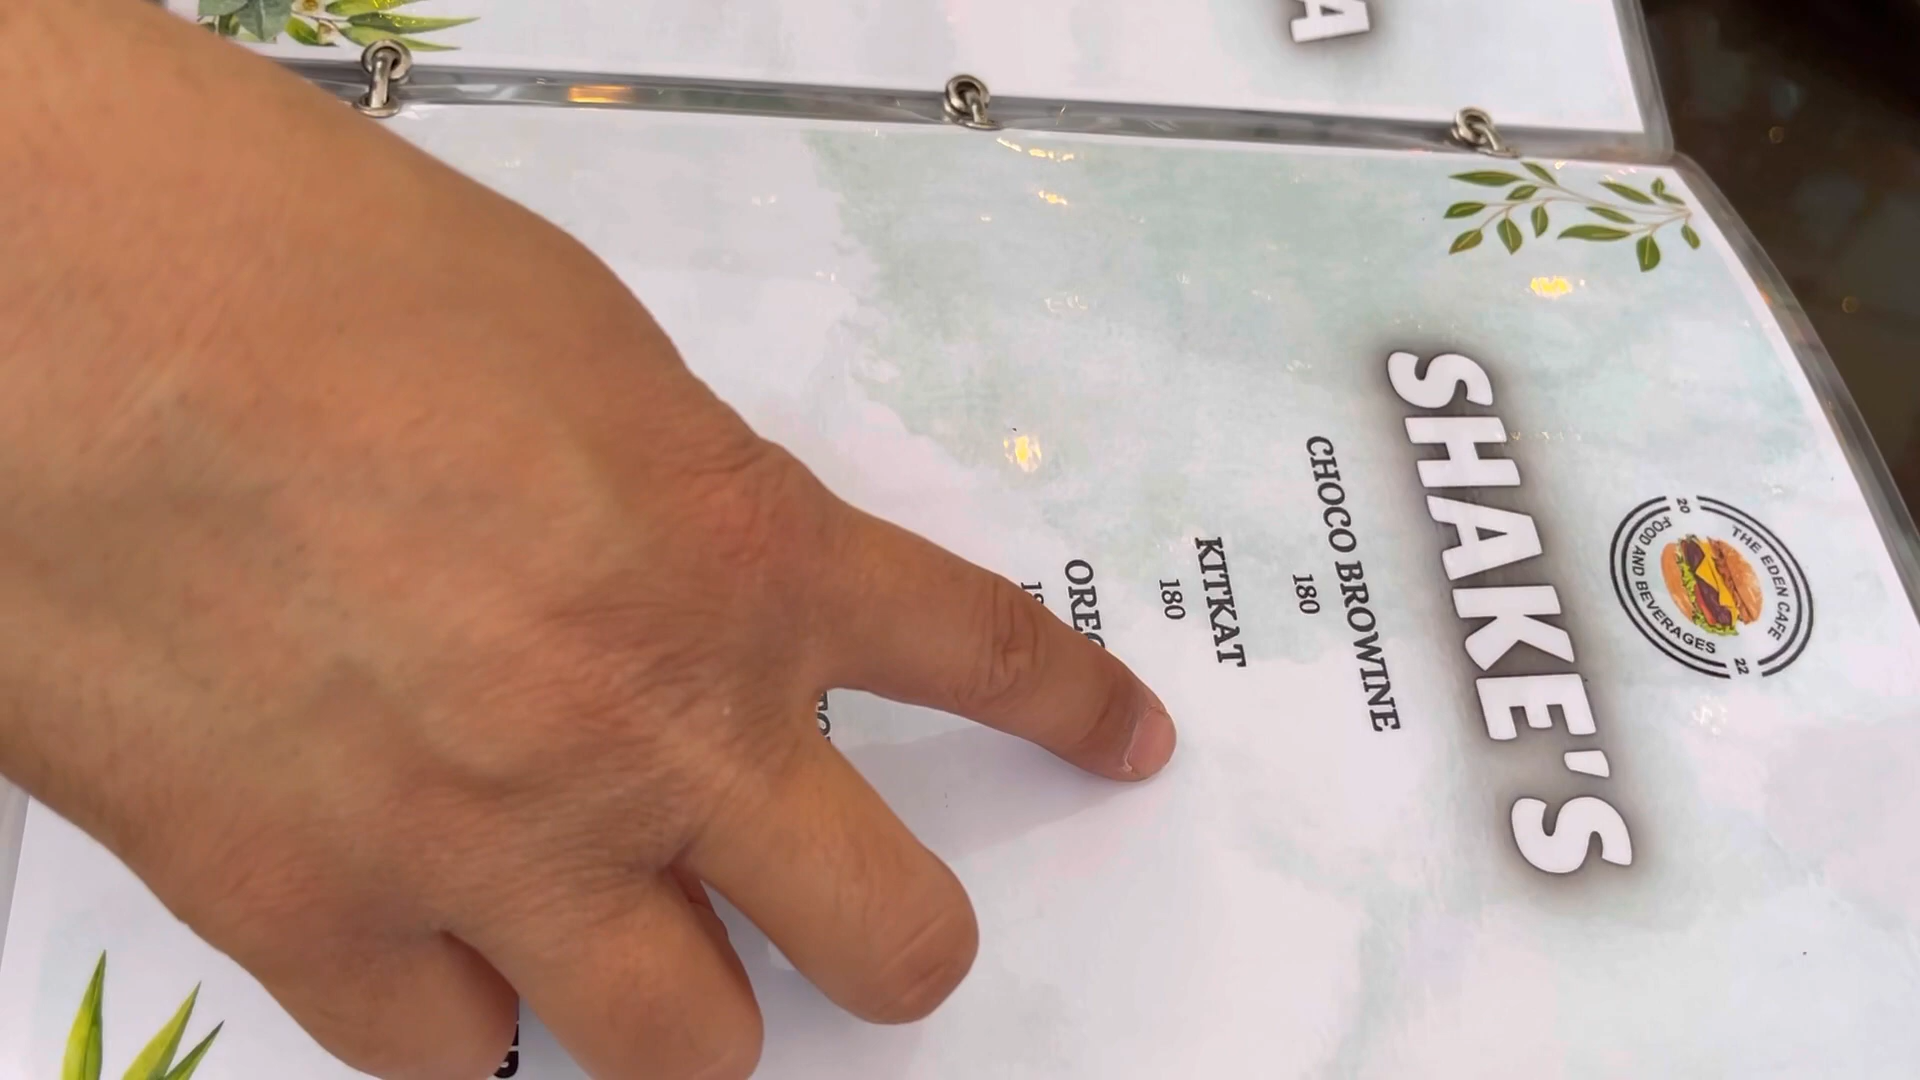 THE EDEN CAFE
FOOD AND BEVERAGES
20 22
SHAKE'S
CHOCO BROWINE
180
KITKAT
180